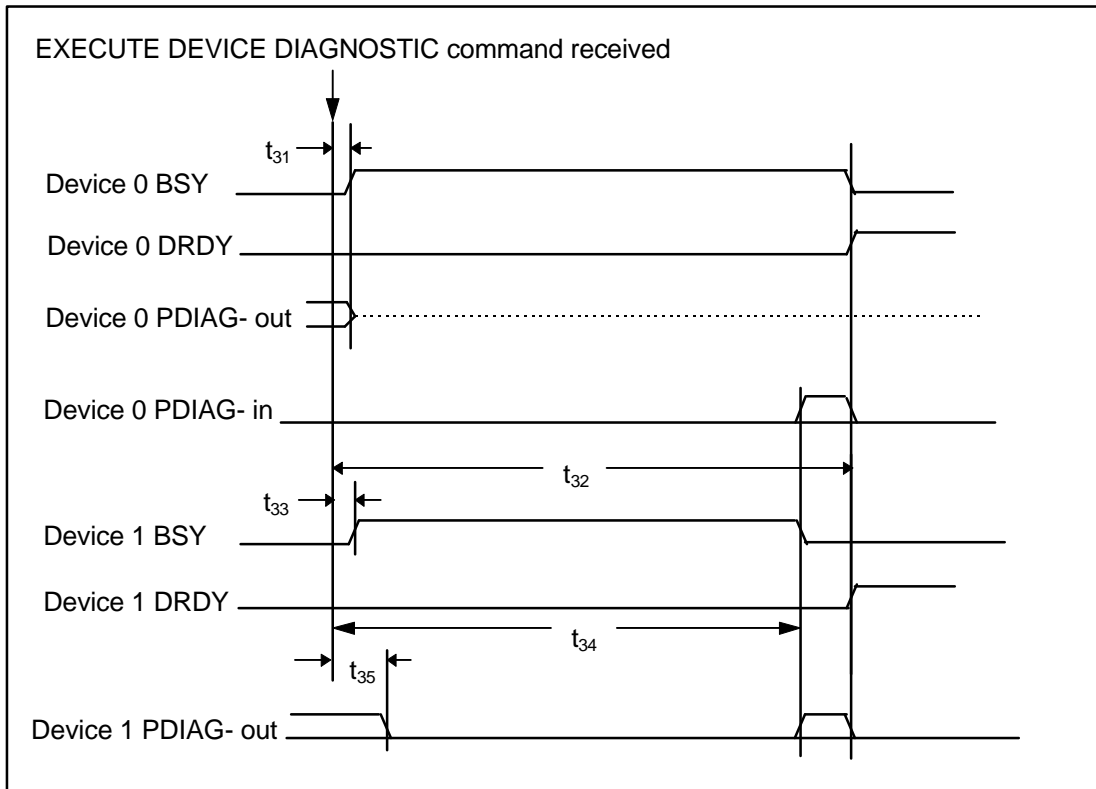 EXECUTE DEVICE DIAGNOSTIC command received
t31
Device 0 BSY
Device 0 DRDY
Device 0 PDIAG- out
Device 0 PDIAG- in
t32
t33
Device 1 BSY
Device 1 DRDY
t34
t35
Device 1 PDIAG- out